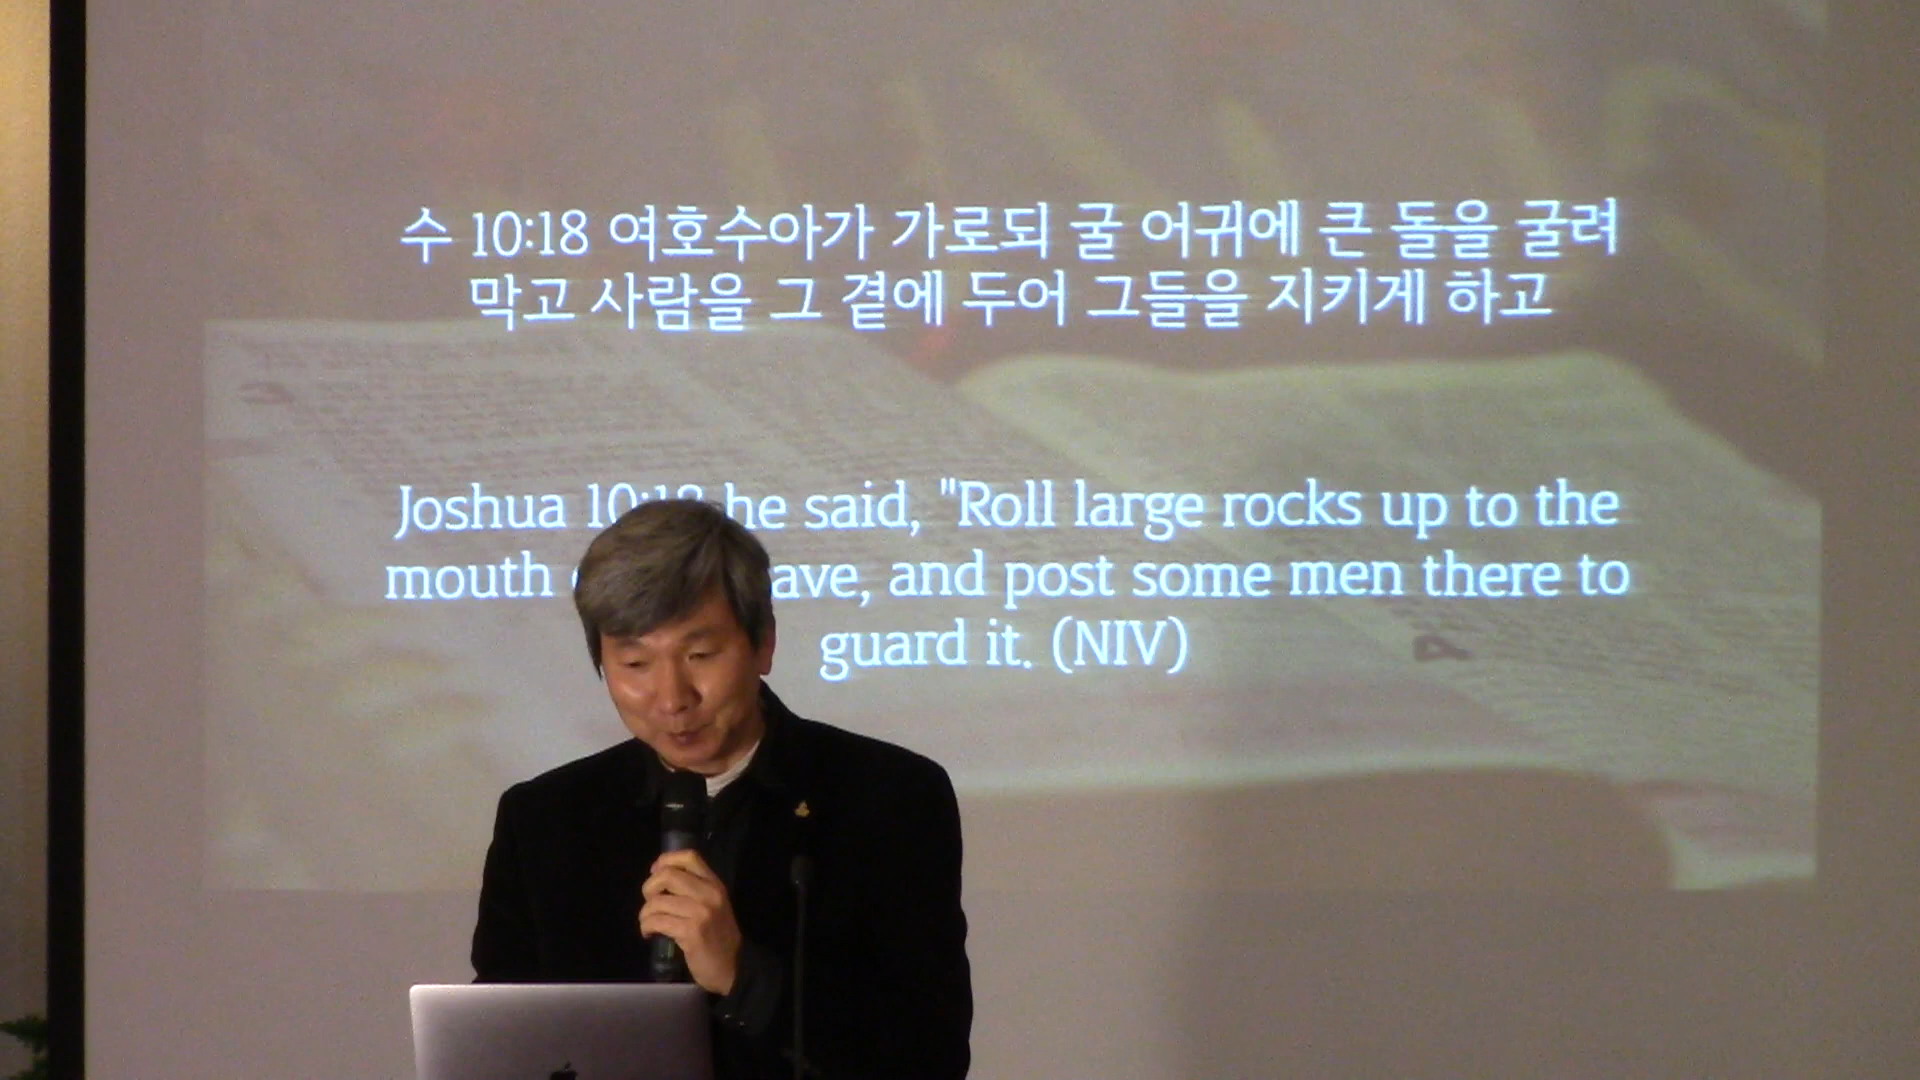 수 10:18 여호수아가 가로되 굴 어귀에 큰 돌을 굴려
막고 사람을 그 곁에 두어 그들을 지키게 하고
Joshua 10:18 he said, "Roll large rocks up to the
mouth and post some men there to
guard it. (NIV)